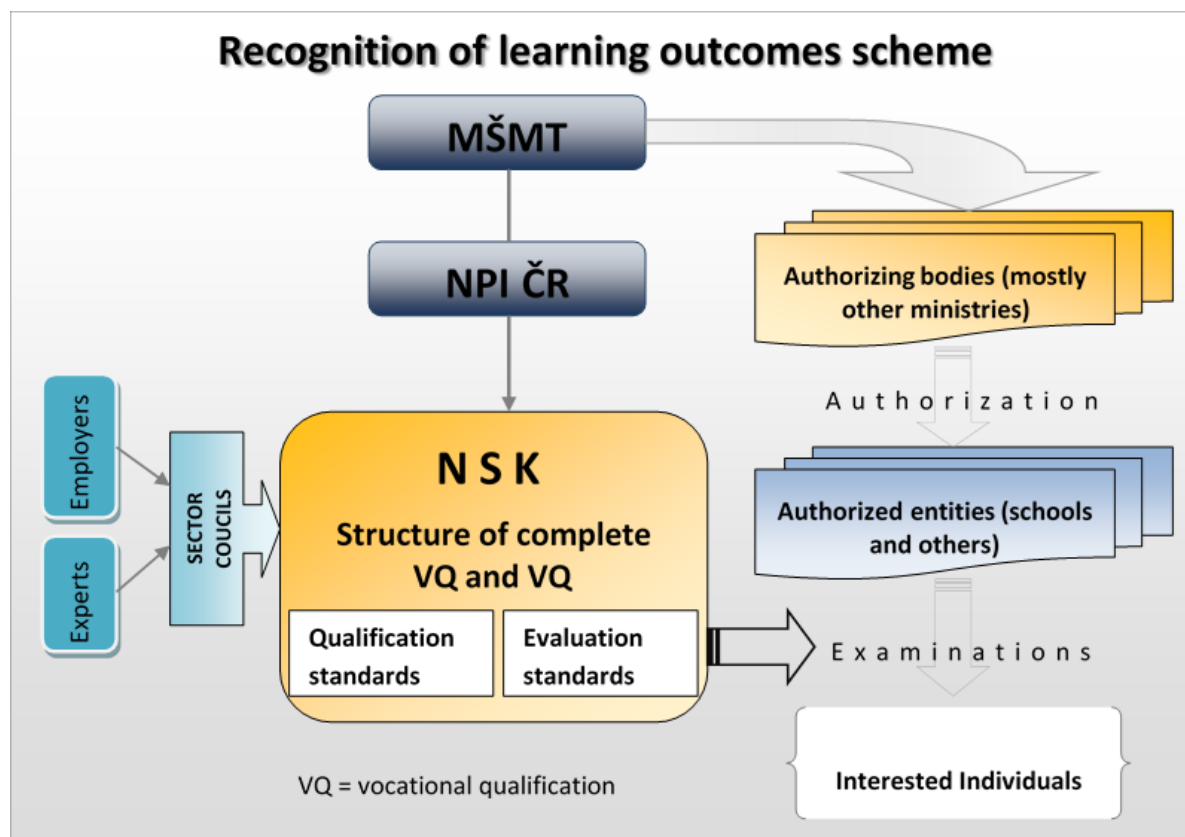 Recognition of learning outcomes scheme
MŠMT
NPI ČR
Authorizing bodies (mostly
other ministries)
Authorization
Employers
Experts
SECTOR
COUCILS
NSK
Structure of complete
VQ and VQ
Qualification
standards
Evaluation
standards
Authorized entities (schools
and others)
Examinations
Interested Individuals
VQ = vocational qualification